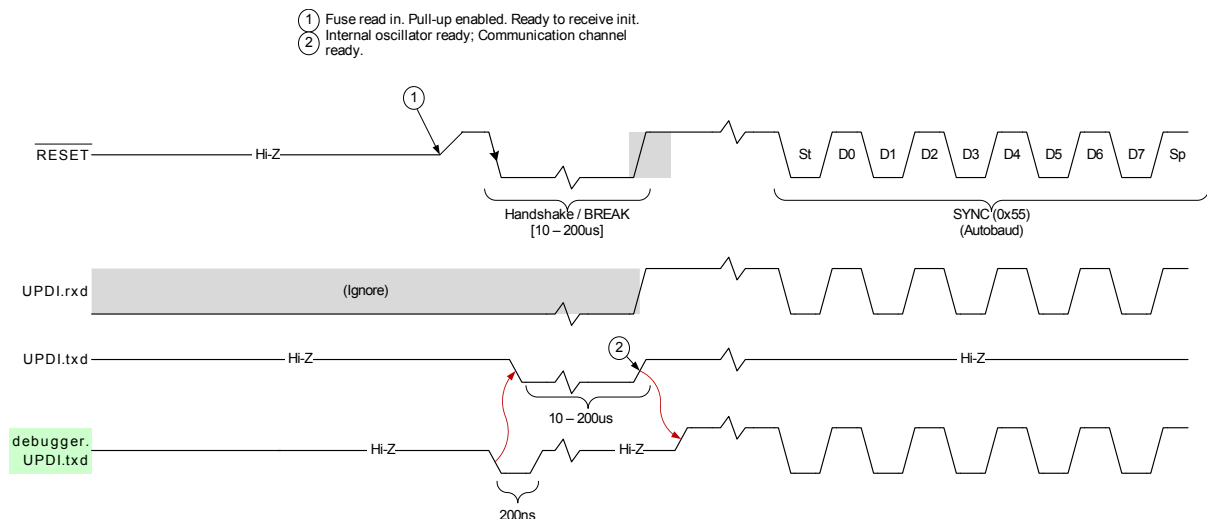 1 Fuse read in. Pull-up enabled. Ready to receive init.
2 Internal oscillator ready; Communication channel
ready.
1
RESET Hi-Z St D0 D1 D2 D3 D4 D5 D6 D7 Sp
Handshake / BREAK
[10 – 200us]
SYNC (0x55)
(Autobaud)
UPDI.rxd (Ignore)
2
UPDI.txd Hi-Z Hi-Z
10 – 200us
debugger.
UPDI.txd Hi-Z Hi-Z
200ns